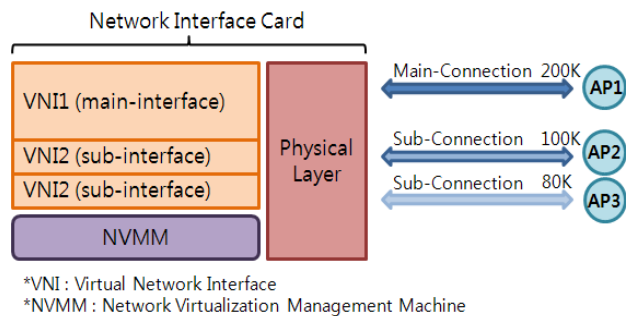 Network Interface Card
VNI1 (main-interface)
VNI2 (sub-interface)
VNI2 (sub-interface)
NVMM
Physical
Layer
Main-Connection 200K
AP1
Sub-Connection 100K
AP2
Sub-Connection 80K
AP3
*VNI : Virtual Network Interface
*NVMM : Network Virtualization Management Machine